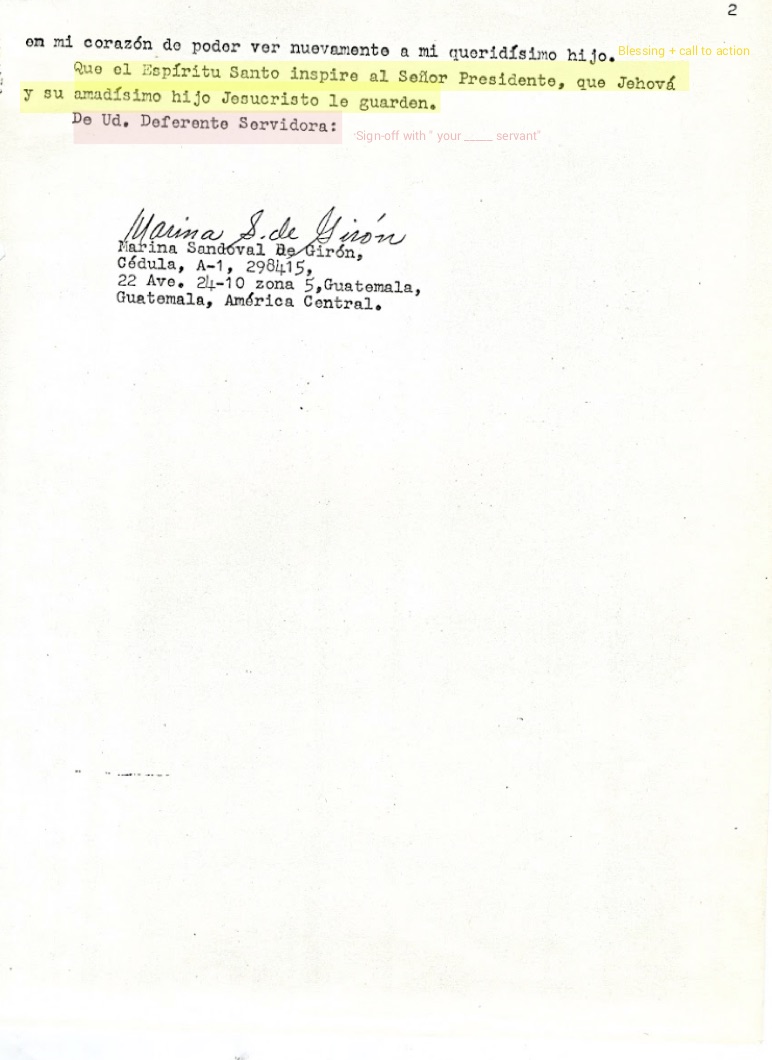 2
en mi corazón de poder ver nuevamente a mi queridísimo hijo. Blessing + call to action
Que el Espíritu Santo inspire al Señor Presidente, que Jehová
y su amadísimo hijo Jesucristo le guarden.
De Ud. Deferente Servidora: Sign-off with " your _____ servant"
Marina S. de Girón
Marina Sandoval De Girón,
Cédula, A-1, 298415,
22 Ave. 24-10 zona 5,Guatemala,
Guatemala, América Central.